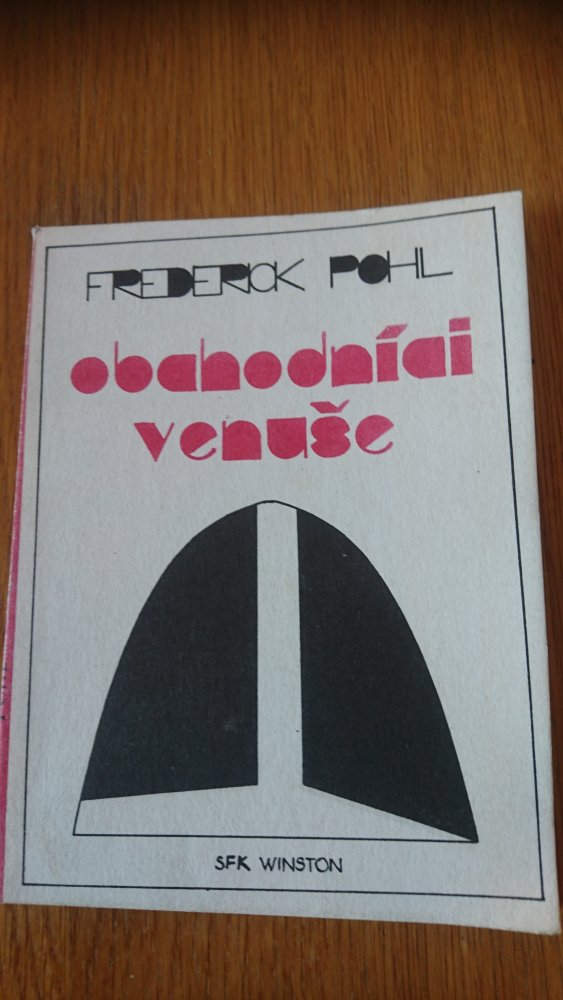 FREDERICK POHL
obchodníci
venuše
SFK WINSTON